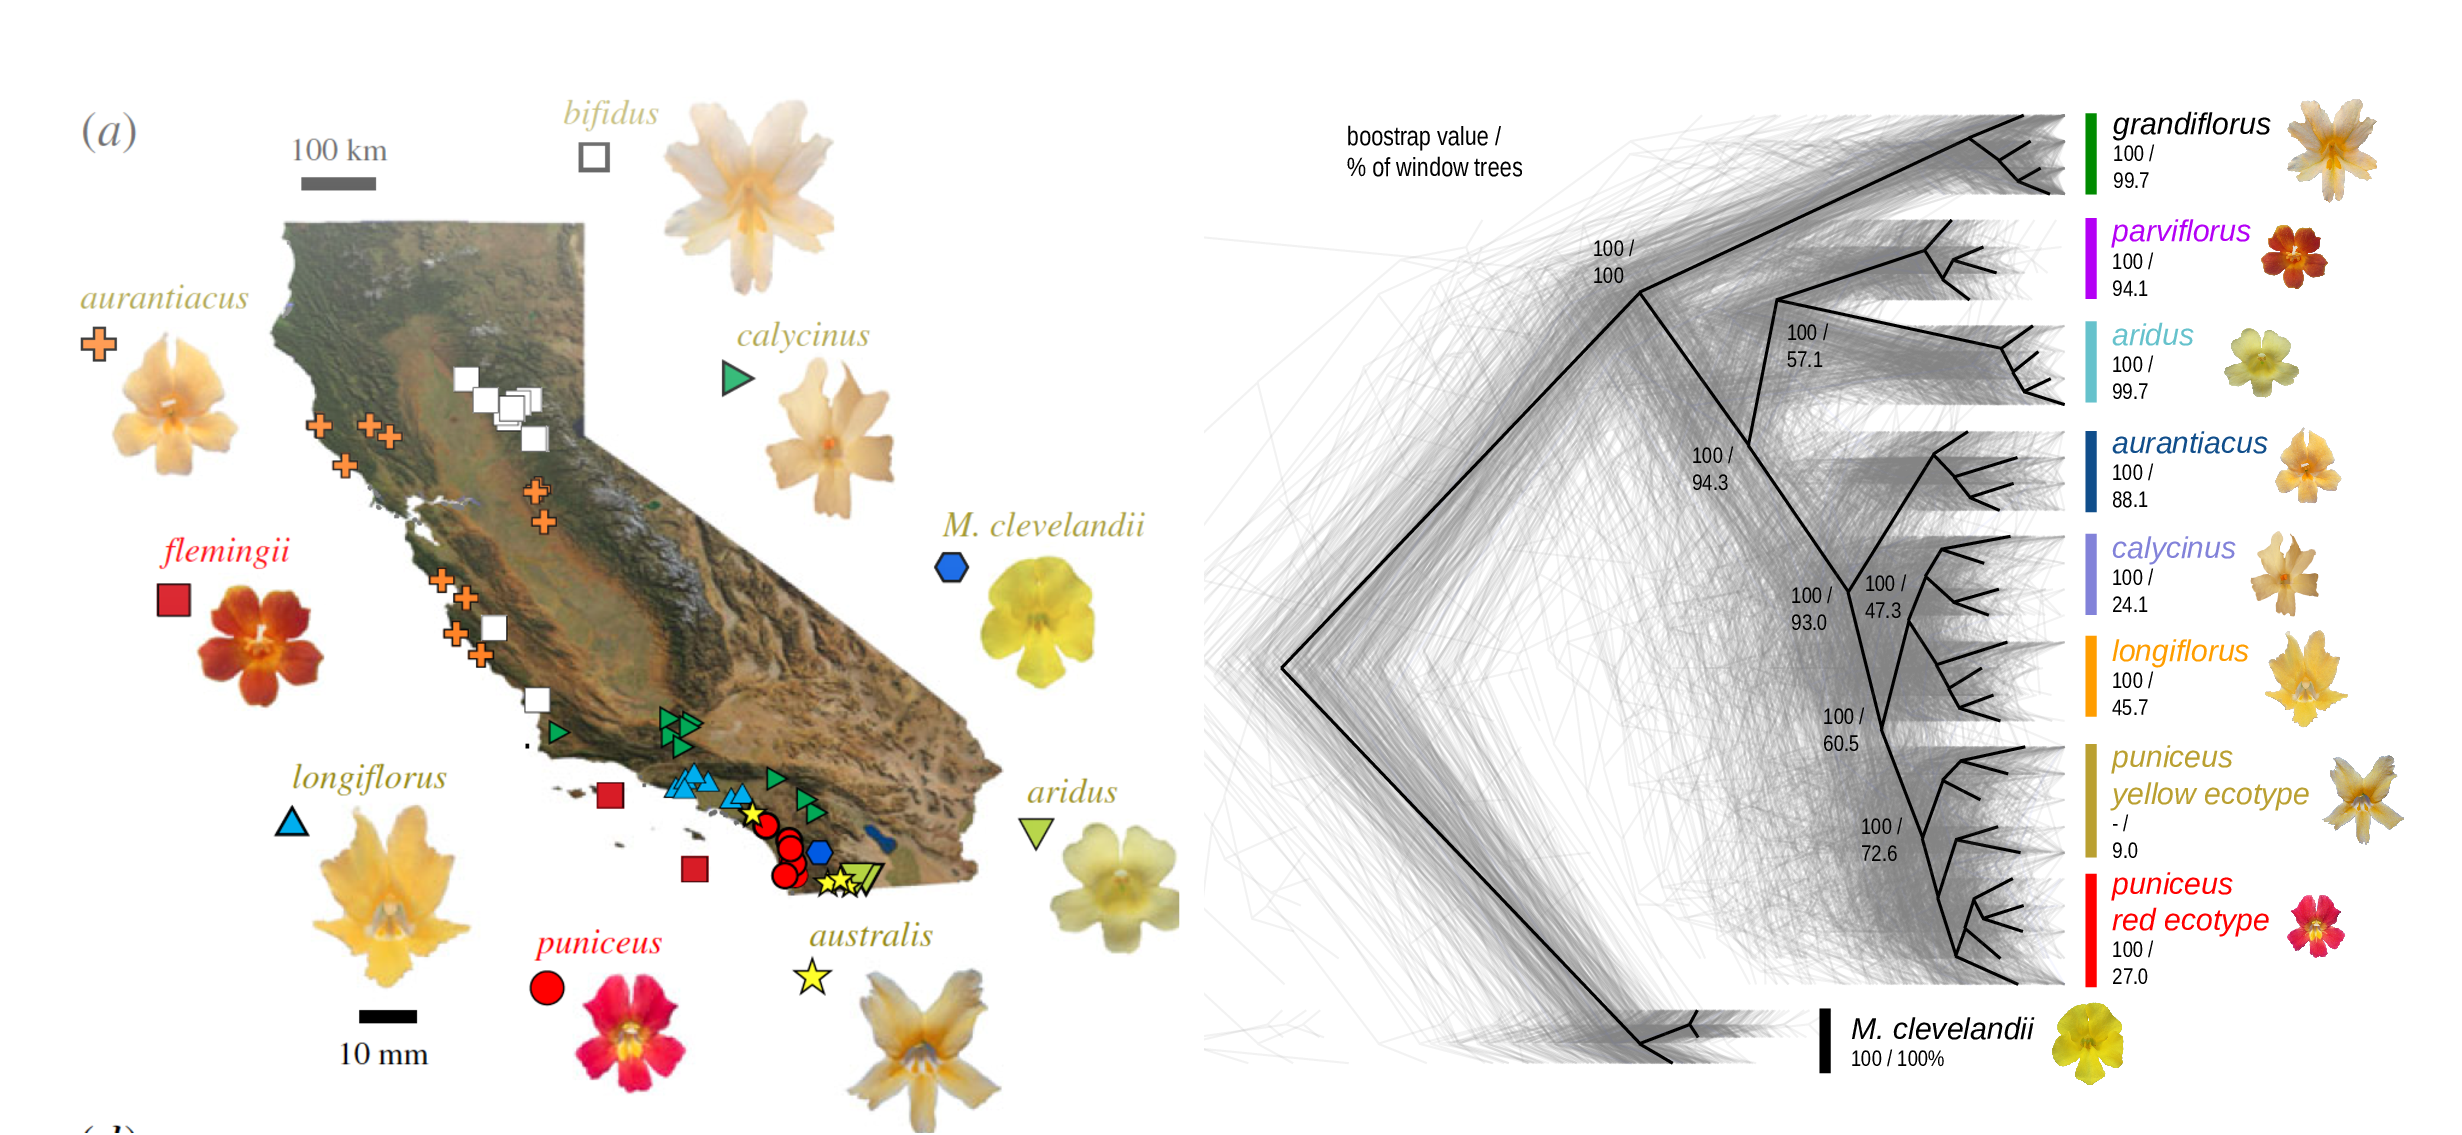 (a)
100 km
bifidus
aurantiacus
calycinus
M. clevelandii
flemingii
longiflorus
aridus
puniceus
australis
10 mm
boostrap value /
% of window trees
100 /
100
100 /
57.1
100 /
94.3
100 /
93.0
100 /
47.3
100 /
60.5
100 /
72.6
grandiflorus
100 /
99.7
parviflorus
100 /
94.1
aridus
100 /
99.7
aurantiacus
100 /
88.1
calycinus
100 /
24.1
longiflorus
100 /
45.7
puniceus
yellow ecotype
- /
9.0
puniceus
red ecotype
100 /
27.0
M. clevelandii
100 / 100%